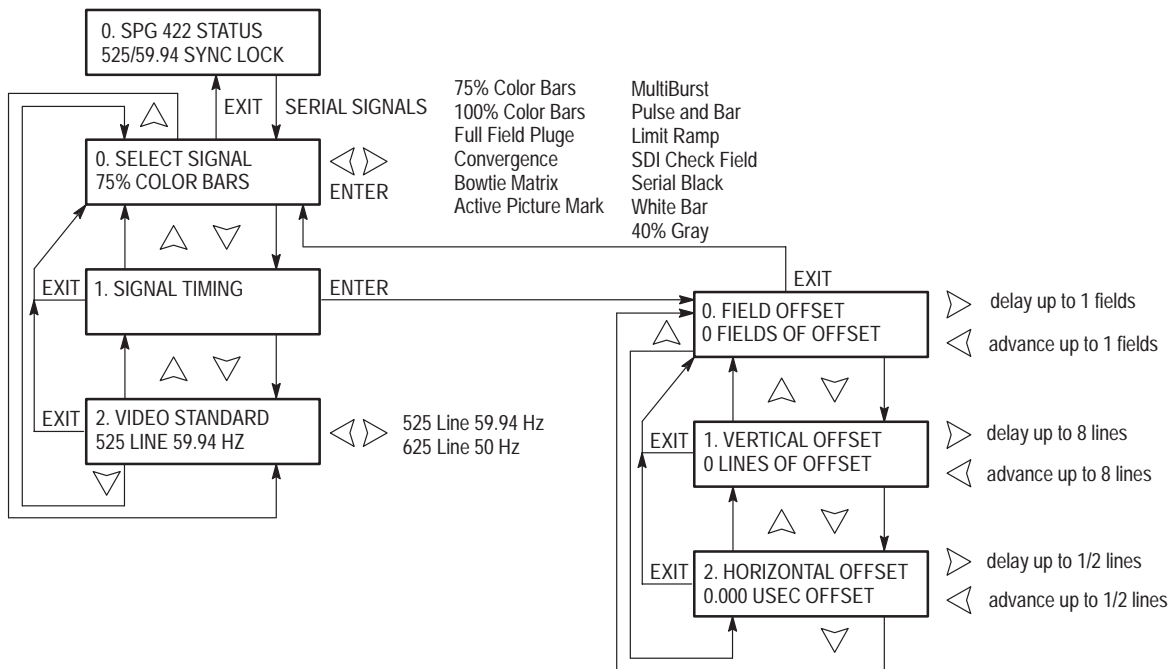 0. SPG 422 STATUS
525/59.94 SYNC LOCK
EXIT
SERIAL SIGNALS
0. SELECT SIGNAL
75% COLOR BARS
ENTER
75% Color Bars
100% Color Bars
Full Field Pluge
Convergence
Bowtie Matrix
Active Picture Mark
MultiBurst
Pulse and Bar
Limit Ramp
SDI Check Field
Serial Black
White Bar
40% Gray
EXIT
1. SIGNAL TIMING
ENTER
EXIT
2. VIDEO STANDARD
525 LINE 59.94 HZ
525 Line 59.94 Hz
625 Line 50 Hz
EXIT
0. FIELD OFFSET
0 FIELDS OF OFFSET
delay up to 1 fields
advance up to 1 fields
EXIT
1. VERTICAL OFFSET
0 LINES OF OFFSET
delay up to 8 lines
advance up to 8 lines
EXIT
2. HORIZONTAL OFFSET
0.000 USEC OFFSET
delay up to 1/2 lines
advance up to 1/2 lines